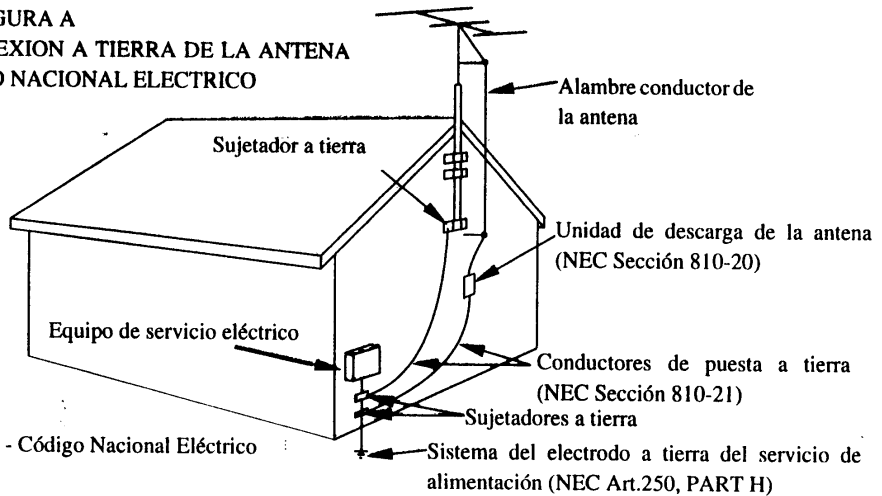 GURA A
EXION A TIERRA DE LA ANTENA
O NACIONAL ELECTRICO
Alambre conductor de
la antena
Sujetador a tierra
Unidad de descarga de la antena
(NEC Sección 810-20)
Equipo de servicio eléctrico
Conductores de puesta a tierra
(NEC Sección 810-21)
Sujetadores a tierra
- Código Nacional Eléctrico
Sistema del electrodo a tierra del servicio de
alimentación (NEC Art.250, PART H)